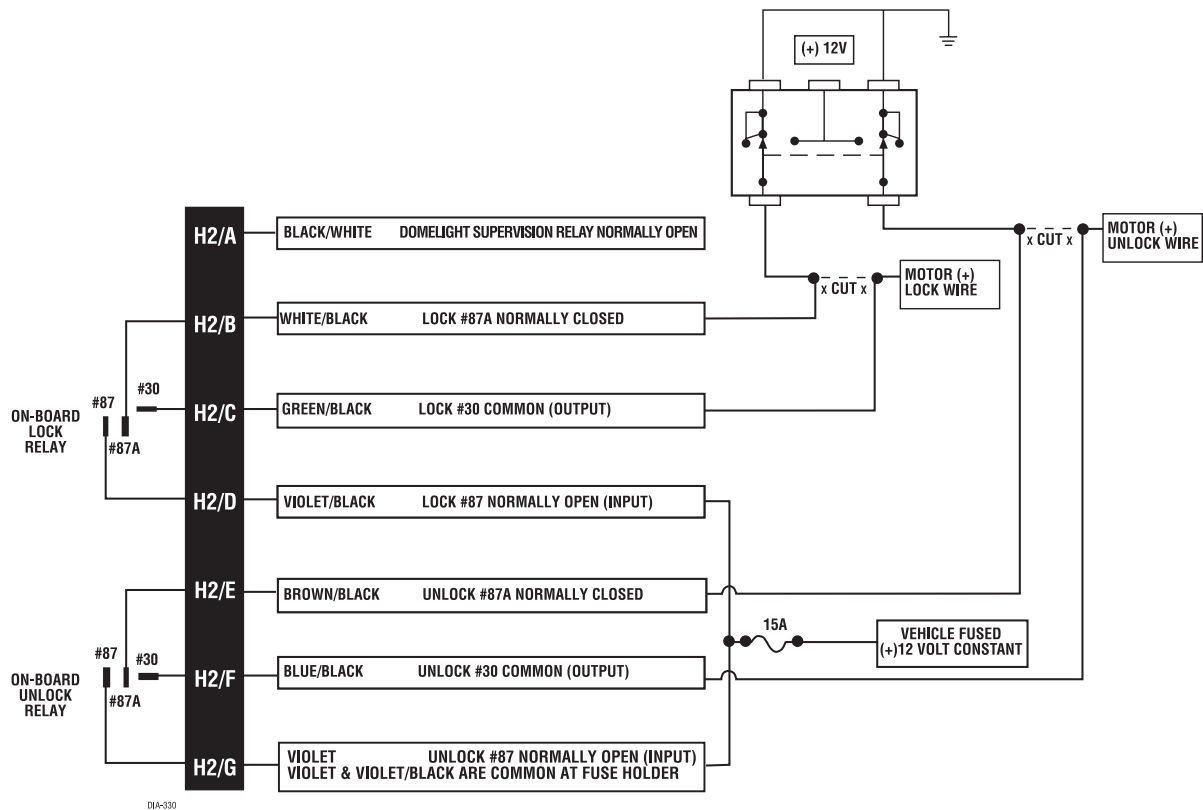 (+) 12V
H2/A
BLACK/WHITE DOMELIGHT SUPERVISION RELAY NORMALLY OPEN
x CUT x
MOTOR (+)
UNLOCK WIRE
x CUT x
MOTOR (+)
LOCK WIRE
H2/B
WHITE/BLACK LOCK #87A NORMALLY CLOSED
#30
#87
#87A
ON-BOARD
LOCK
RELAY
H2/C
GREEN/BLACK LOCK #30 COMMON (OUTPUT)
H2/D
VIOLET/BLACK LOCK #87 NORMALLY OPEN (INPUT)
H2/E
BROWN/BLACK UNLOCK #87A NORMALLY CLOSED
15A
VEHICLE FUSED
(+)12 VOLT CONSTANT
#87
#30
#87A
ON-BOARD
UNLOCK
RELAY
H2/F
BLUE/BLACK UNLOCK #30 COMMON (OUTPUT)
H2/G
VIOLET UNLOCK #87 NORMALLY OPEN (INPUT)
VIOLET & VIOLET/BLACK ARE COMMON AT FUSE HOLDER
DIA-330